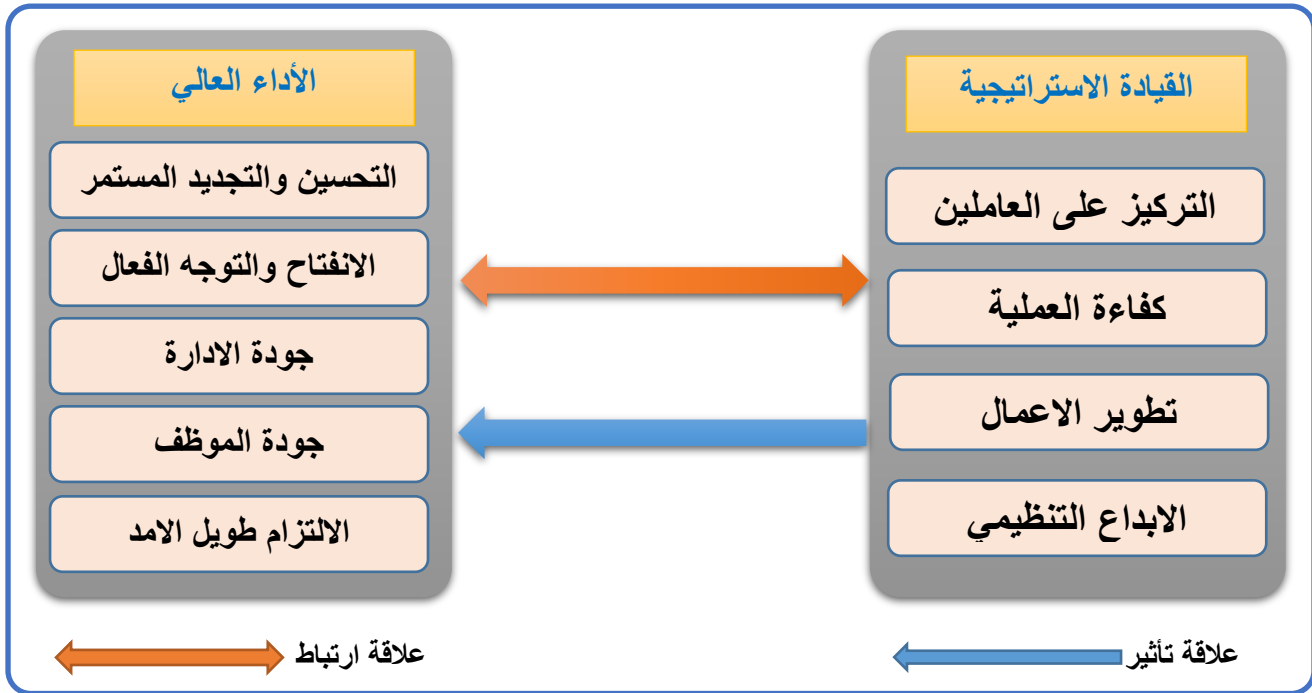 القيادة الاستراتيجية
التركيز على العاملين
كفاءة العملية
تطوير الاعمال
الابداع التنظيمي
الأداء العالي
التحسين والتجديد المستمر
الانفتاح والتوجه الفعال
جودة الادارة
جودة الموظف
الالتزام طويل الامد
علاقة تأثير
علاقة ارتباط